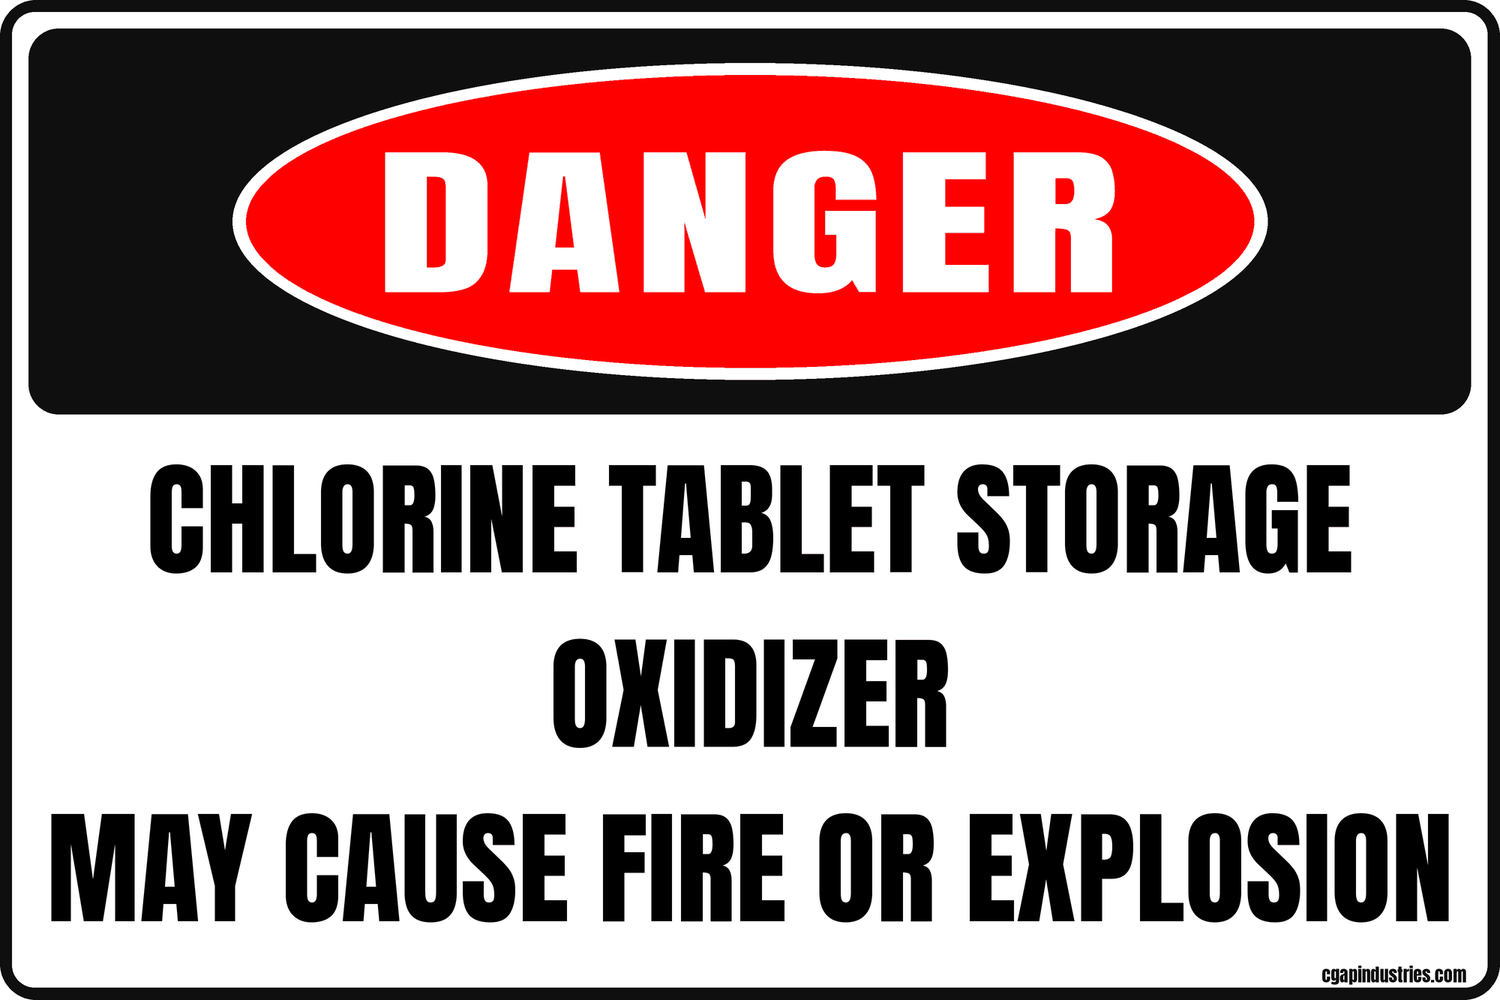 DANGER
CHLORINE TABLET STORAGE
OXIDIZER
MAY CAUSE FIRE OR EXPLOSION
cgapindustries.com